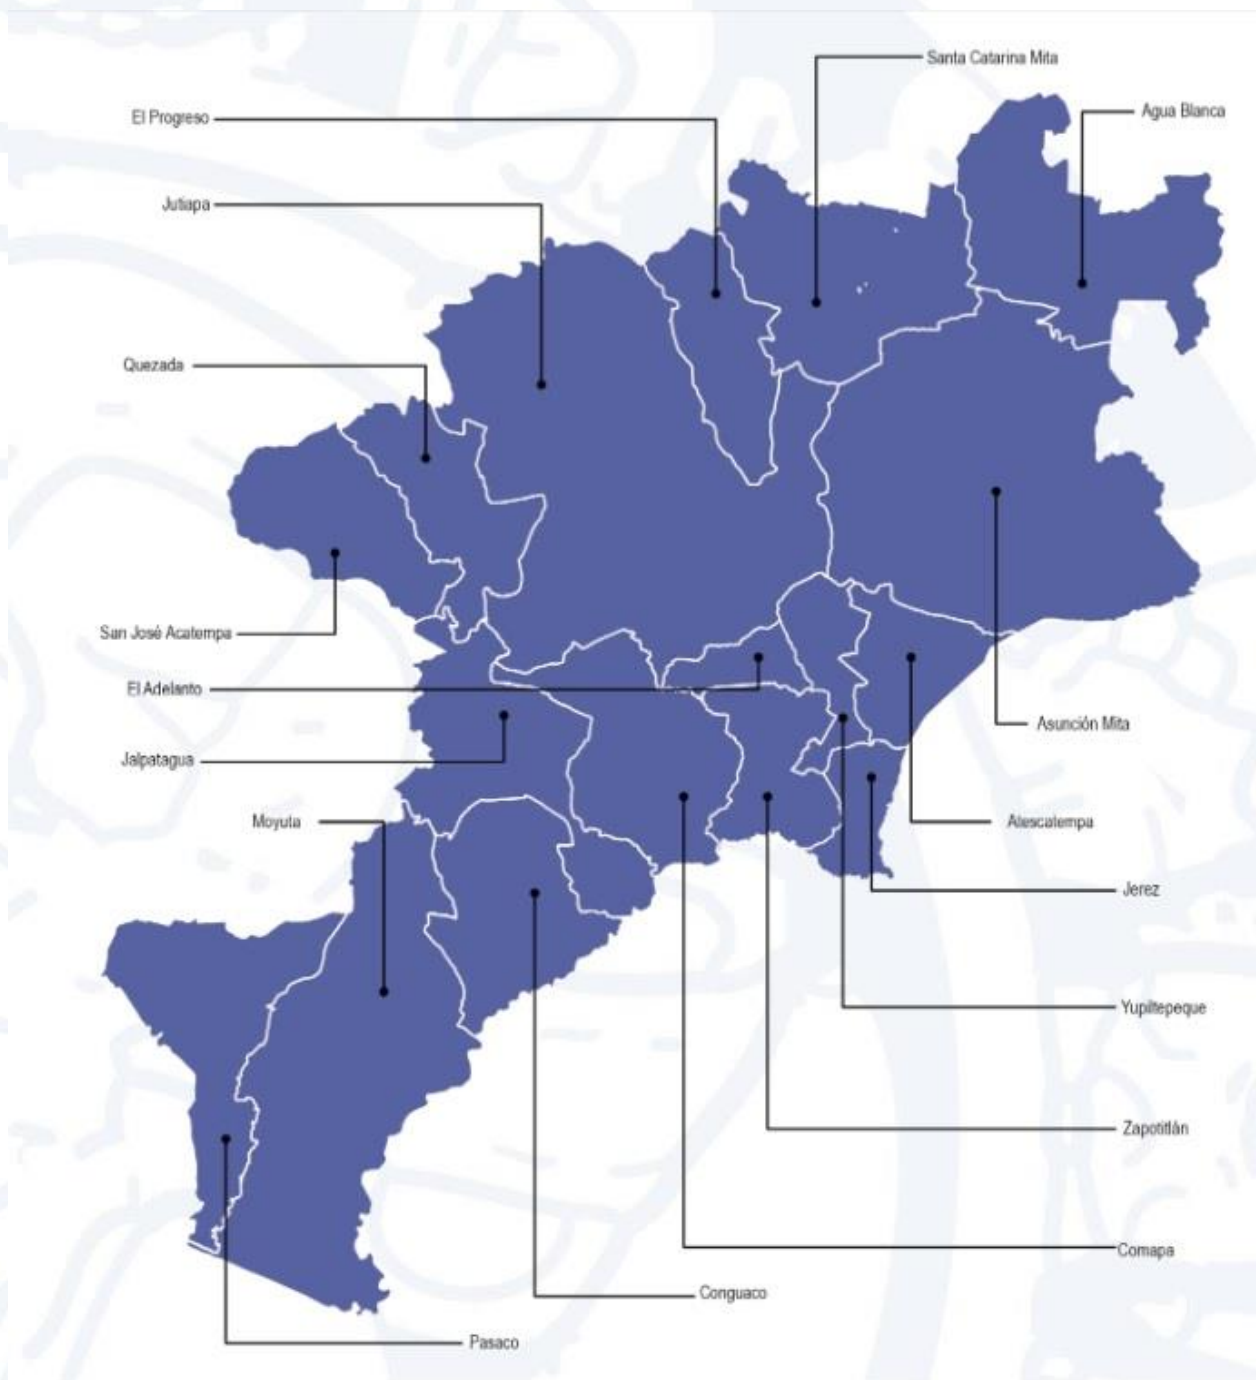 Santa Catarina Mita
Agua Blanca
El Progreso
Jutiapa
Quezada
San José Acatempa
El Adelanto
Asunción Mita
Jalpatagua
Moyuta
Atescatempa
Jerez
Yupiltepeque
Zapotitlán
Comapa
Conguaco
Pasaco